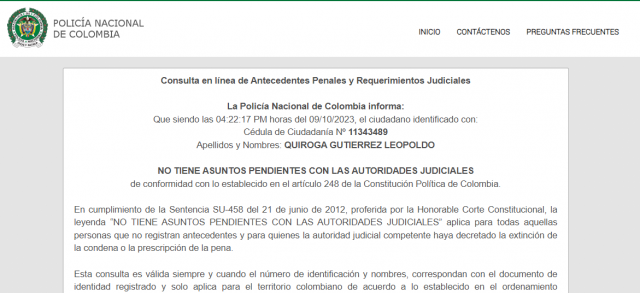 POLICÍA NACIONAL
DE COLOMBIA
INICIO CONTÁCTENOS PREGUNTAS FRECUENTES
Consulta en línea de Antecedentes Penales y Requerimientos Judiciales
La Policía Nacional de Colombia informa:
Que siendo las 04:22:17 PM horas del 09/10/2023, el ciudadano identificado con:
Cédula de Ciudadanía Nº 11343489
Apellidos y Nombres: QUIROGA GUTIERREZ LEOPOLDO
NO TIENE ASUNTOS PENDIENTES CON LAS AUTORIDADES JUDICIALES
de conformidad con lo establecido en el artículo 248 de la Constitución Política de Colombia.
En cumplimiento de la Sentencia SU-458 del 21 de junio de 2012, proferida por la Honorable Corte Constitucional, la
leyenda "NO TIENE ASUNTOS PENDIENTES CON LAS AUTORIDADES JUDICIALES" aplica para todas aquellas
personas que no registran antecedentes y para quienes la autoridad judicial competente haya decretado la extinción de
la condena o la prescripción de la pena.
Esta consulta es válida siempre y cuando el número de identificación y nombres, correspondan con el documento de
identidad registrado y solo aplica para el territorio colombiano de acuerdo a lo establecido en el ordenamiento